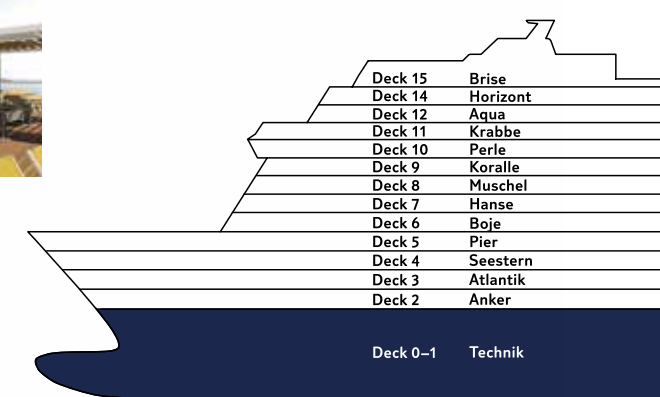 Deck 15 Brise
Deck 14 Horizont
Deck 12 Aqua
Deck 11 Krabbe
Deck 10 Perle
Deck 9 Koralle
Deck 8 Muschel
Deck 7 Hanse
Deck 6 Boje
Deck 5 Pier
Deck 4 Seestern
Deck 3 Atlantik
Deck 2 Anker
Deck 0–1 Technik